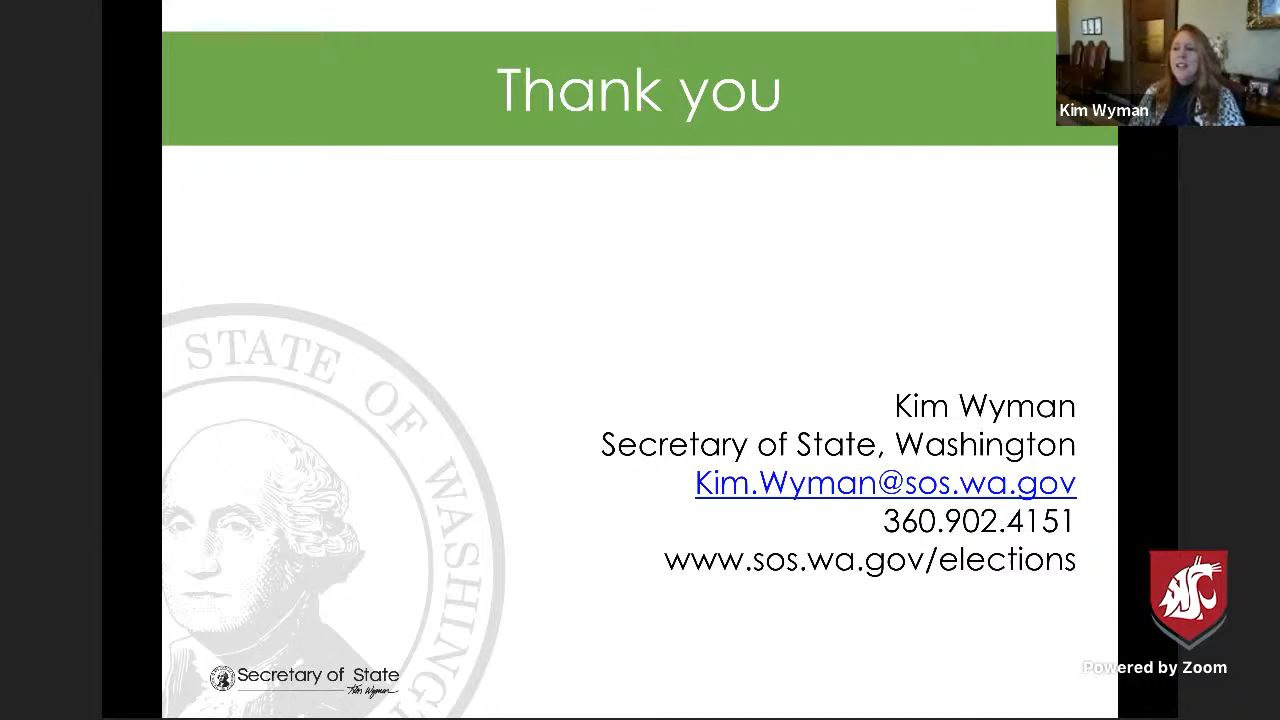 Thank you
Kim Wyman
STATE OF WASHING
Kim Wyman
Secretary of State, Washington
Kim.Wyman@sos.wa.gov
360.902.4151
www.sos.wa.gov/elections
Secretary of State
Kim Wyman
Powered by Zoom